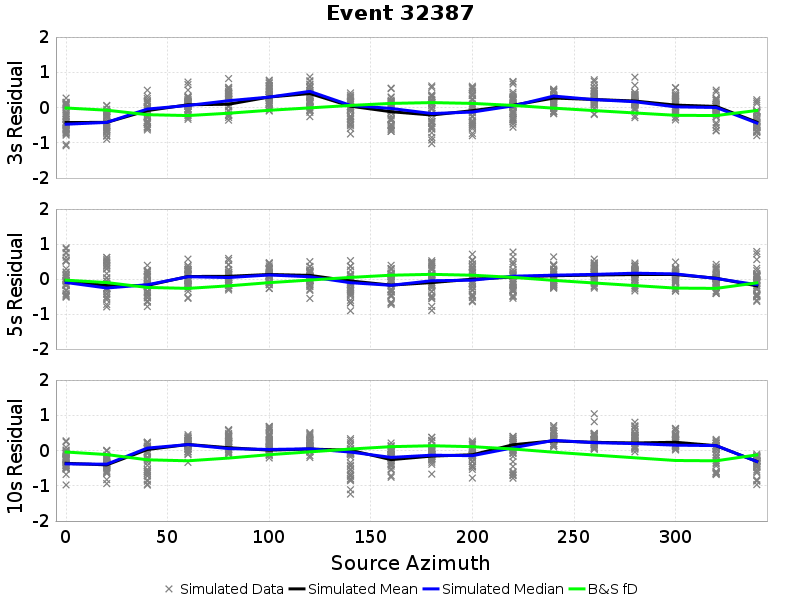 Event 32387
3s Residual
2
1
0
-1
-2
5s Residual
2
1
0
-1
-2
10s Residual
2
1
0
-1
-2
0 50 100 150 200 250 300
Source Azimuth
Simulated Data Simulated Mean Simulated Median B&S fD